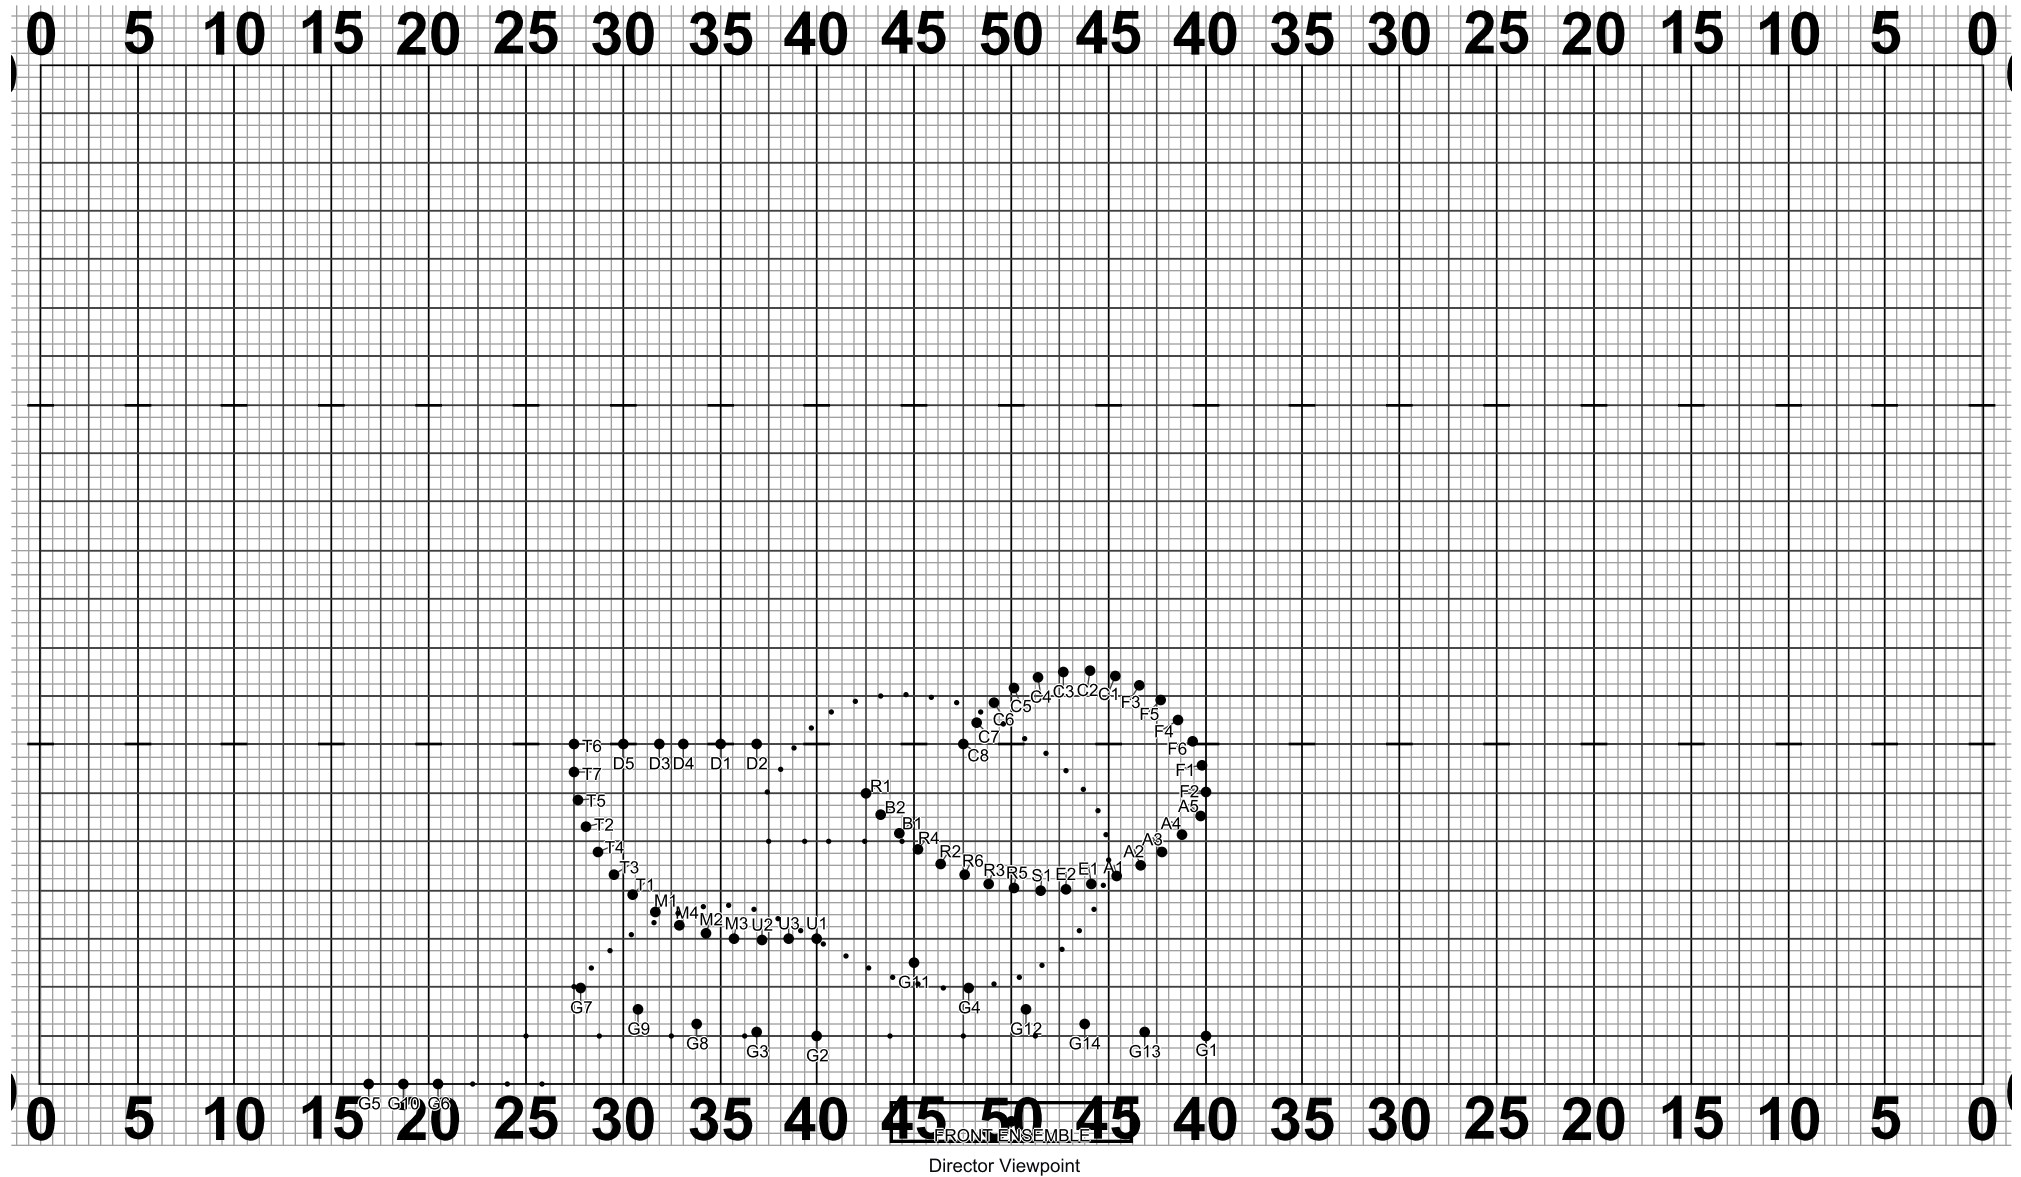 0 5 10 15 20 25 30 35 40 45 50 45 40 35 30 25 20 15 10 5 0
C3 C2 C1
C4 F3
C5 F5
C6 F4
C7 F6
T6 C8
D5 D3 D4 D1 D2
T7 F1
R1 F2
T5 B2 A5
T2 B1 A4
R4 A3
T4 R2 A2
T3 R6 R3 R5 S1 E2 E1 A1
T1
M1
M4 M2 M3 U2 U3 U1
G11
G7 G4
G9 G12
G8 G3 G2 G14 G13 G1
G5 G10 G6
0 5 10 15 20 25 30 35 40 45 50 45 40 35 30 25 20 15 10 5 0
FRONT ENSEMBLE
Director Viewpoint